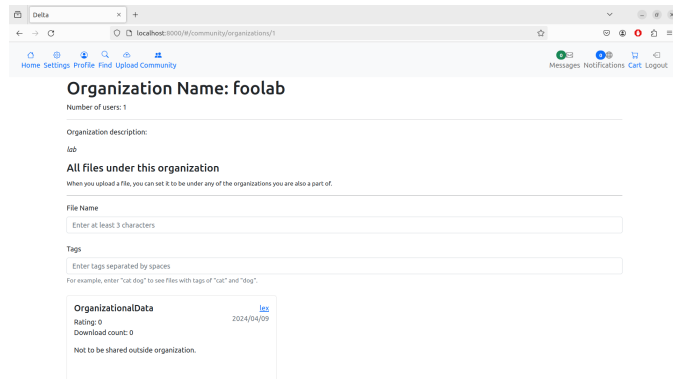 Delta
localhost:8000/#/community/organizations/1
0 0
Home Settings Profile Find Upload Community Messages Notifications Cart Logout
Organization Name: foolab
Number of users: 1
Organization description:
lab
All files under this organization
When you upload a file, you can set it to be under any of the organizations you are also a part of.
File Name
Enter at least 3 characters
Tags
Enter tags separated by spaces
For example, enter "cat dog" to see files with tags of "cat" and "dog".
OrganizationalData lex
Rating: 0 2024/04/09
Download count: 0
Not to be shared outside organization.